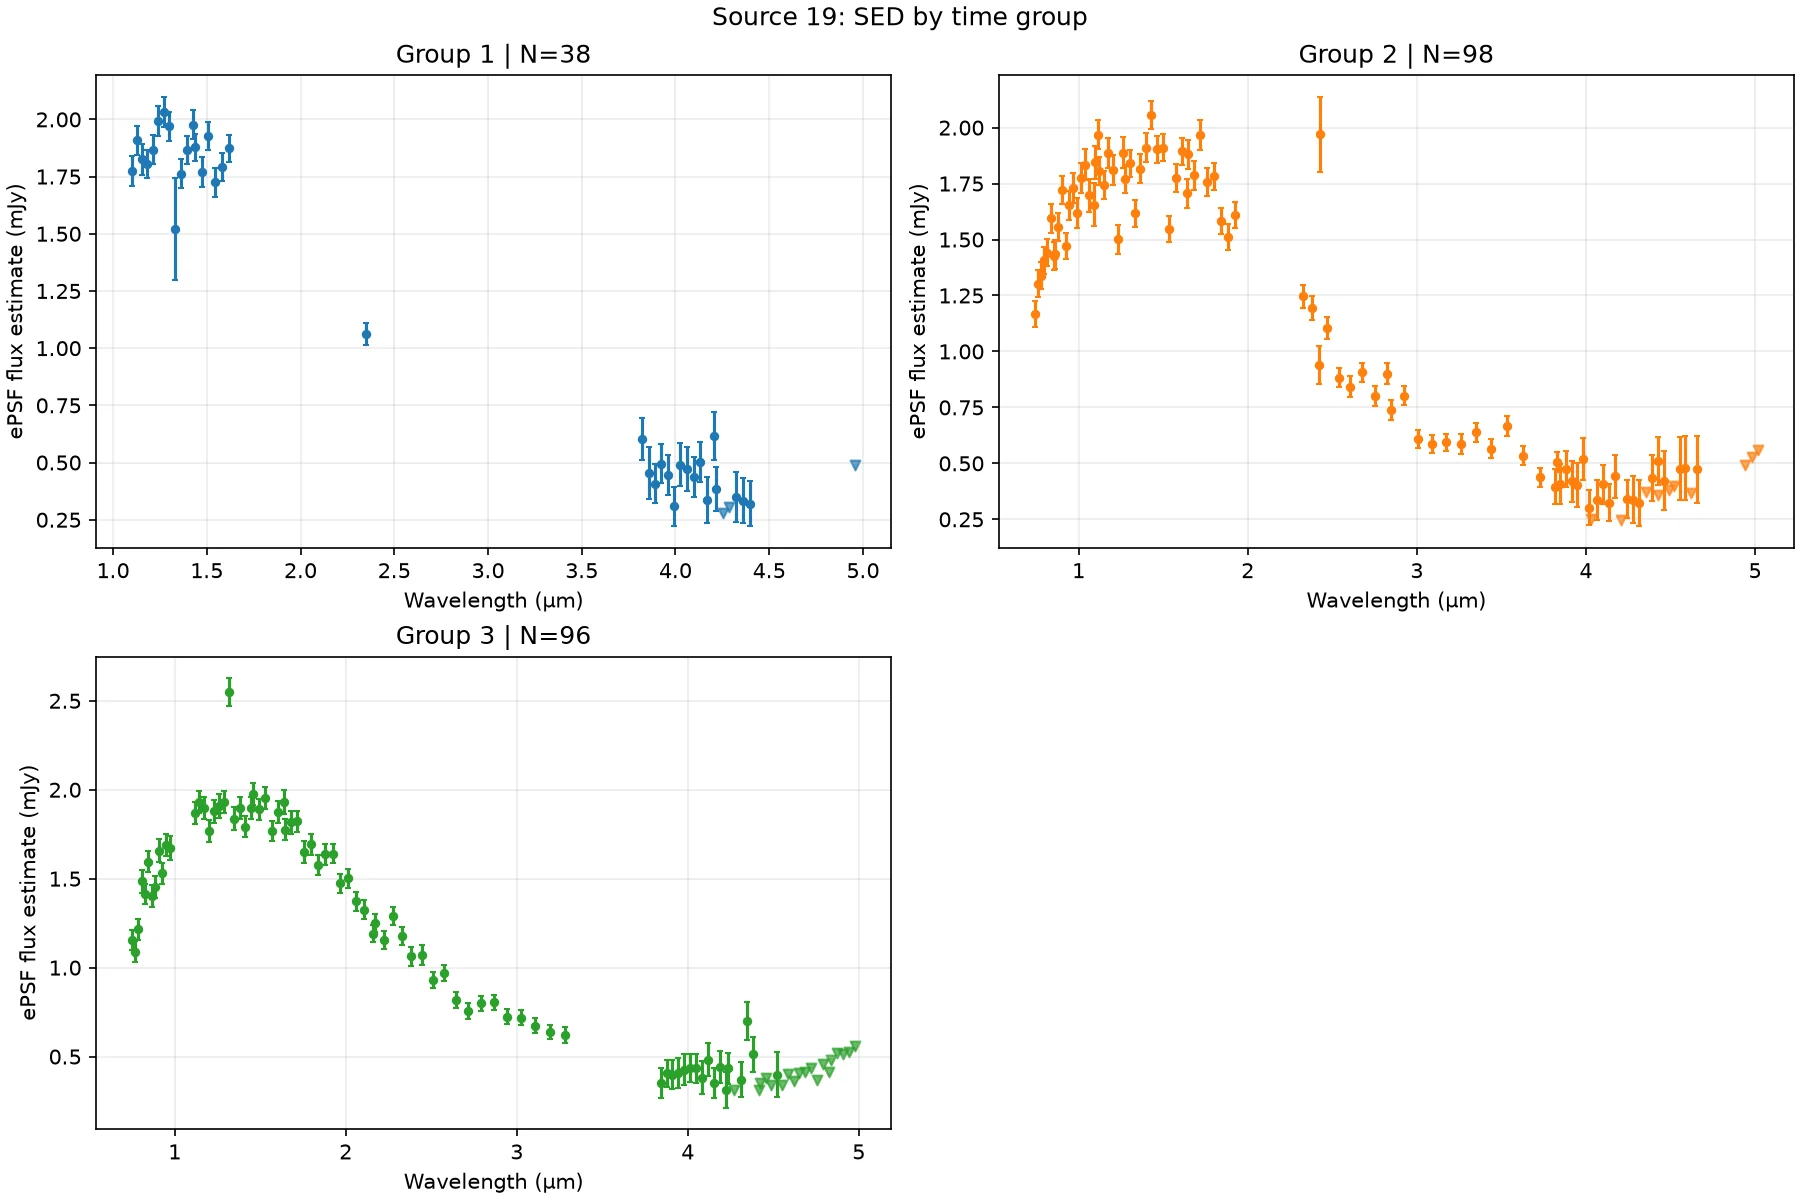 Source 19: SED by time group
Group 1 | N=38
ePSF flux estimate (mJy)
2.00
1.75
1.50
1.25
1.00
0.75
0.50
0.25
1.0 1.5 2.0 2.5 3.0 3.5 4.0 4.5 5.0
Wavelength (μm)
Group 2 | N=98
ePSF flux estimate (mJy)
2.00
1.75
1.50
1.25
1.00
0.75
0.50
0.25
1 2 3 4 5
Wavelength (μm)
Group 3 | N=96
ePSF flux estimate (mJy)
2.5
2.0
1.5
1.0
0.5
1 2 3 4 5
Wavelength (μm)